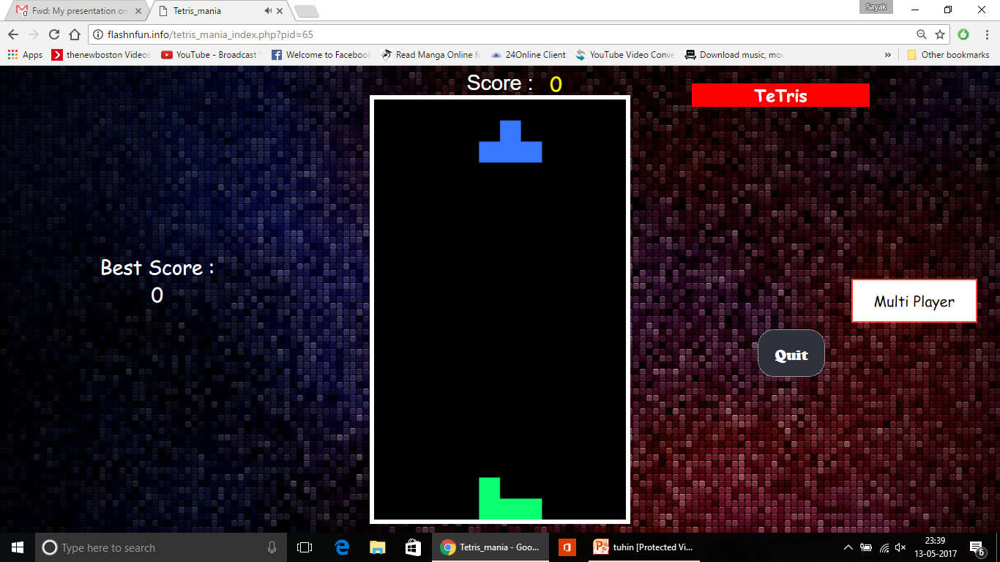 Sayak
Fwd: My presentation on
Tetris_mania
flashnfun.info/tetris_mania_index.php?pid=65
Apps
thenewboston Videos
YouTube - Broadcast Y
Welcome to Facebook
Read Manga Online fo
24Online Client
YouTube Video Conve
Download music, mov
» Other bookmarks
Score : 0
TeTris
Best Score :
0
Multi Player
Quit
Type here to search
Tetris_mania - Goo...
tuhin [Protected Vi...
23:39
13-05-2017
6